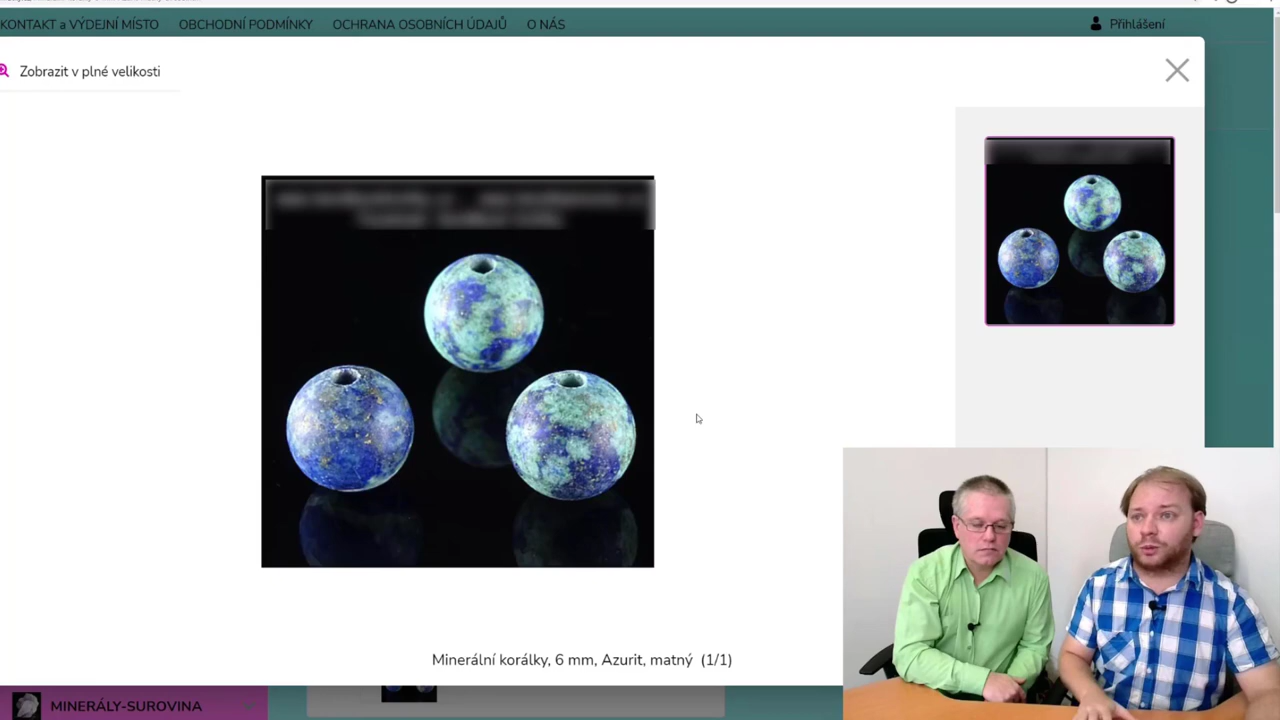 KONTAKT a VÝDEJNÍ MÍSTO OBCHODNÍ PODMÍNKY OCHRANA OSOBNÍCH ÚDAJŮ O NÁS Přihlášení
Zobrazit v plné velikosti
Minerální korálky, 6 mm, Azurit, matný (1/1)
MINERÁLY-SUROVINA